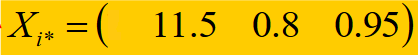 X_{i*} = ( 11.5 0.8 0.95)